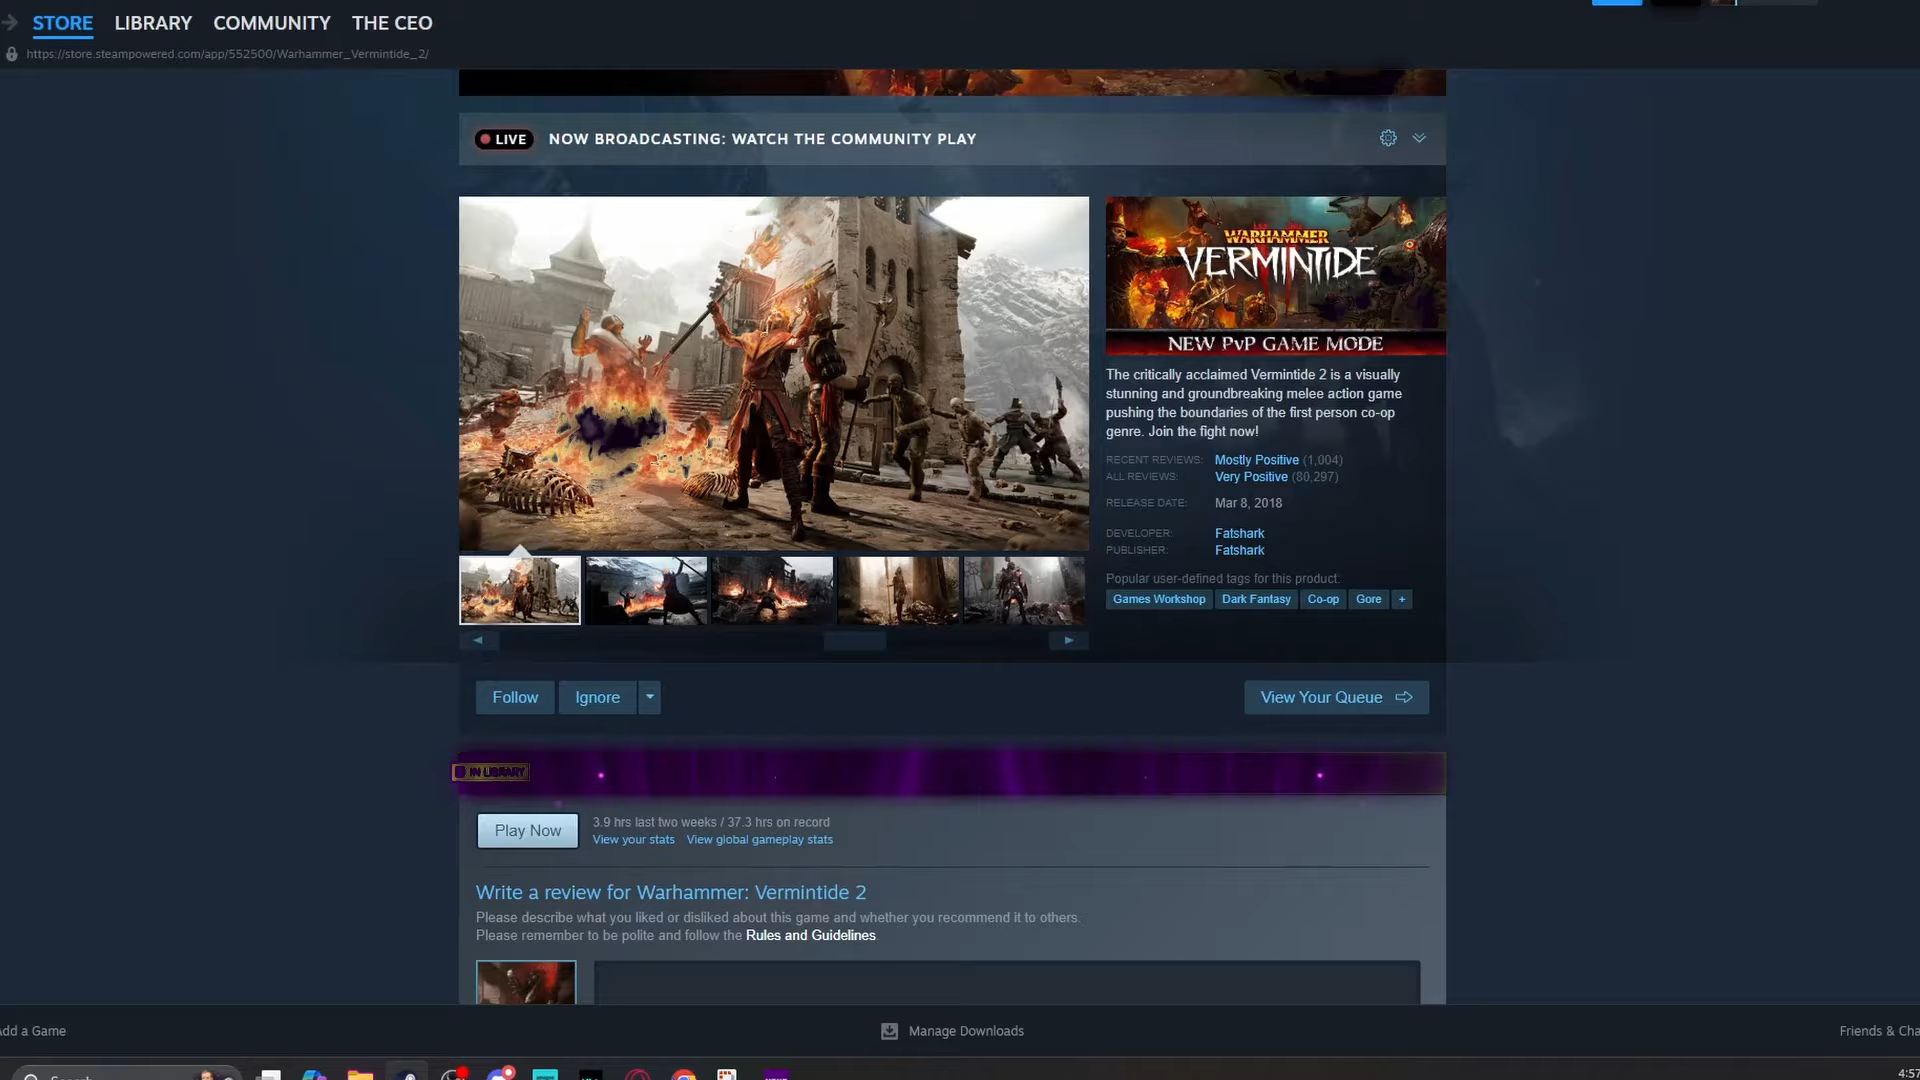 STORE LIBRARY COMMUNITY THE CEO
https://store.steampowered.com/app/552500/Warhammer_Vermintide_2/
LIVE NOW BROADCASTING: WATCH THE COMMUNITY PLAY
WARHAMMER
VERMINTIDE
NEW PvP GAME MODE
The critically acclaimed Vermintide 2 is a visually
stunning and groundbreaking melee action game
pushing the boundaries of the first person co-op
genre. Join the fight now!
RECENT REVIEWS: Mostly Positive (1,004)
ALL REVIEWS: Very Positive (80,297)
RELEASE DATE: Mar 8, 2018
DEVELOPER: Fatshark
PUBLISHER: Fatshark
Popular user-defined tags for this product:
Games Workshop Dark Fantasy Co-op Gore +
Follow Ignore View Your Queue
IN LIBRARY
Play Now
3.9 hrs last two weeks / 37.3 hrs on record
View your stats View global gameplay stats
Write a review for Warhammer: Vermintide 2
Please describe what you liked or disliked about this game and whether you recommend it to others.
Please remember to be polite and follow the Rules and Guidelines.
Add a Game Manage Downloads Friends & Cha
Search 4:57